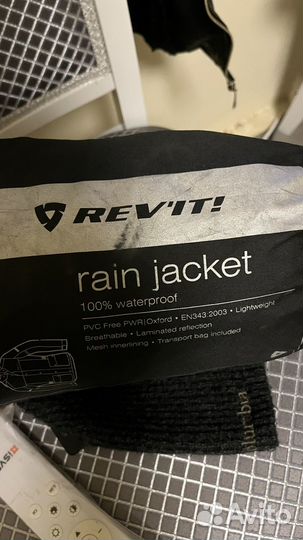 REV'IT!
rain jacket
100% waterproof
PVC Free PWR|Oxford • EN343:2003 • Lightweight
Breathable • Laminated reflection
Mesh innerlining • Transport bag included
Columbia
Avito